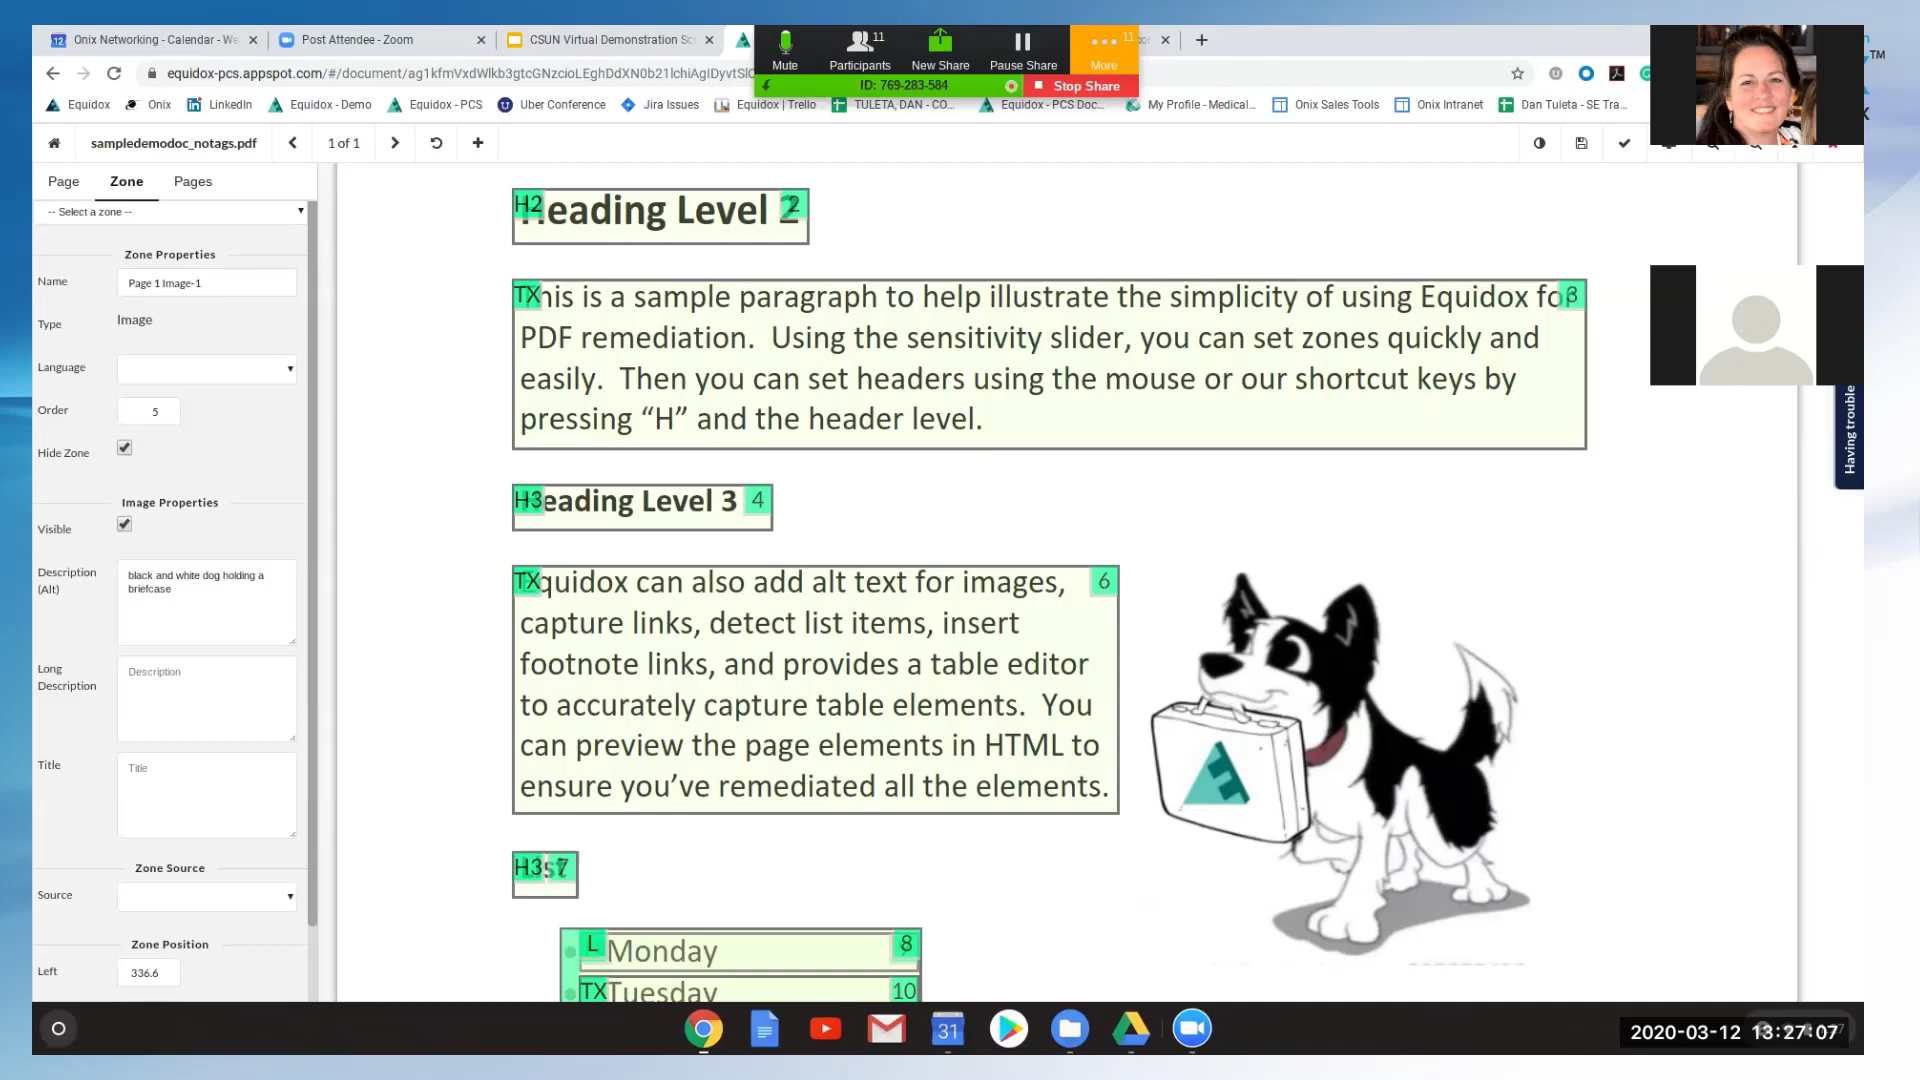 Onix Networking - Calendar - We
Post Attendee - Zoom
CSUN Virtual Demonstration Sc
Mute
Participants
11
New Share
Pause Share
More
11
ID: 769-283-584
Stop Share
equidox-pcs.appspot.com/#/document/ag1kfmVxdWlkb3gtcGNzcioLEghDdXN0b21lchiAgIDyvtSlC
Equidox
Onix
LinkedIn
Equidox - Demo
Equidox - PCS
Uber Conference
Jira Issues
Equidox | Trello
TULETA, DAN - CO...
Equidox - PCS Doc...
My Profile - Medical...
Onix Sales Tools
Onix Intranet
Dan Tuleta - SE Tra...
TM
sampledemodoc_notags.pdf
1 of 1
Page
Zone
Pages
-- Select a zone --
Zone Properties
Name
Page 1 Image-1
Type
Image
Language
Order
5
Hide Zone
Image Properties
Visible
Description
(Alt)
black and white dog holding a
briefcase
Long
Description
Description
Title
Title
Zone Source
Source
Zone Position
Left
336.6
H2 eading Level 2
TX his is a sample paragraph to help illustrate the simplicity of using Equidox for 3
PDF remediation. Using the sensitivity slider, you can set zones quickly and
easily. Then you can set headers using the mouse or our shortcut keys by
pressing “H” and the header level.
H3 eading Level 3 4
TX quidox can also add alt text for images, 6
capture links, detect list items, insert
footnote links, and provides a table editor
to accurately capture table elements. You
can preview the page elements in HTML to
ensure you’ve remediated all the elements.
H3 7
L Monday 8
TX Tuesday 10
Having trouble
31
2020-03-12 13:27:07